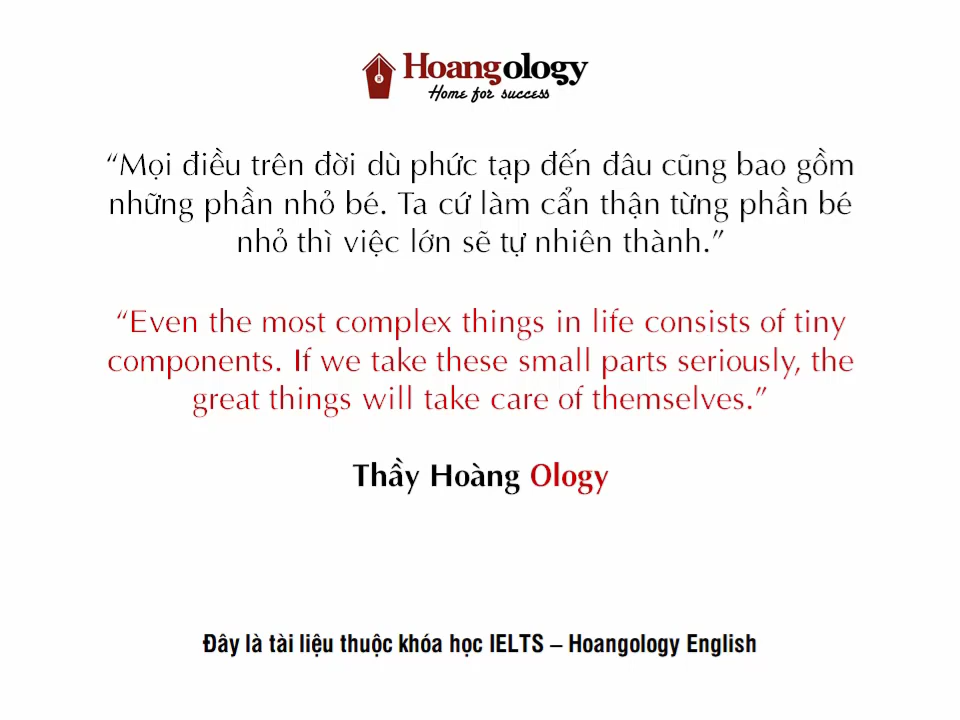 Hoangology
Home for success
“Mọi điều trên đời dù phức tạp đến đâu cũng bao gồm
những phần nhỏ bé. Ta cứ làm cẩn thận từng phần bé
nhỏ thì việc lớn sẽ tự nhiên thành.”
“Even the most complex things in life consists of tiny
components. If we take these small parts seriously, the
great things will take care of themselves.”
Thầy Hoàng Ology
Đây là tài liệu thuộc khóa học IELTS – Hoangology English